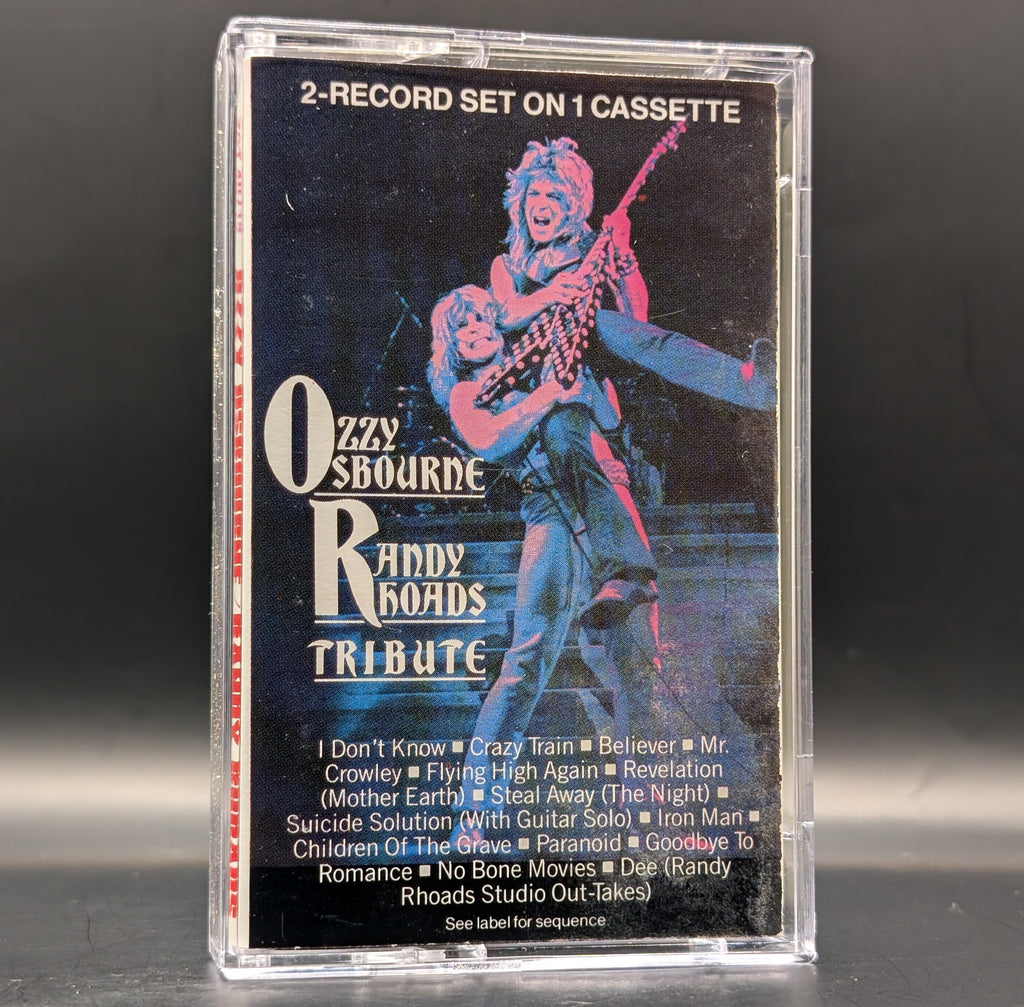 2-RECORD SET ON 1 CASSETTE
OZZY
OSBOURNE
RANDY
RHOADS
TRIBUTE
I Don't Know ■ Crazy Train ■ Believer ■ Mr.
Crowley ■ Flying High Again ■ Revelation
(Mother Earth) ■ Steal Away (The Night) ■
Suicide Solution (With Guitar Solo) ■ Iron Man ■
Children Of The Grave ■ Paranoid ■ Goodbye To
Romance ■ No Bone Movies ■ Dee (Randy
Rhoads Studio Out-Takes)
See label for sequence